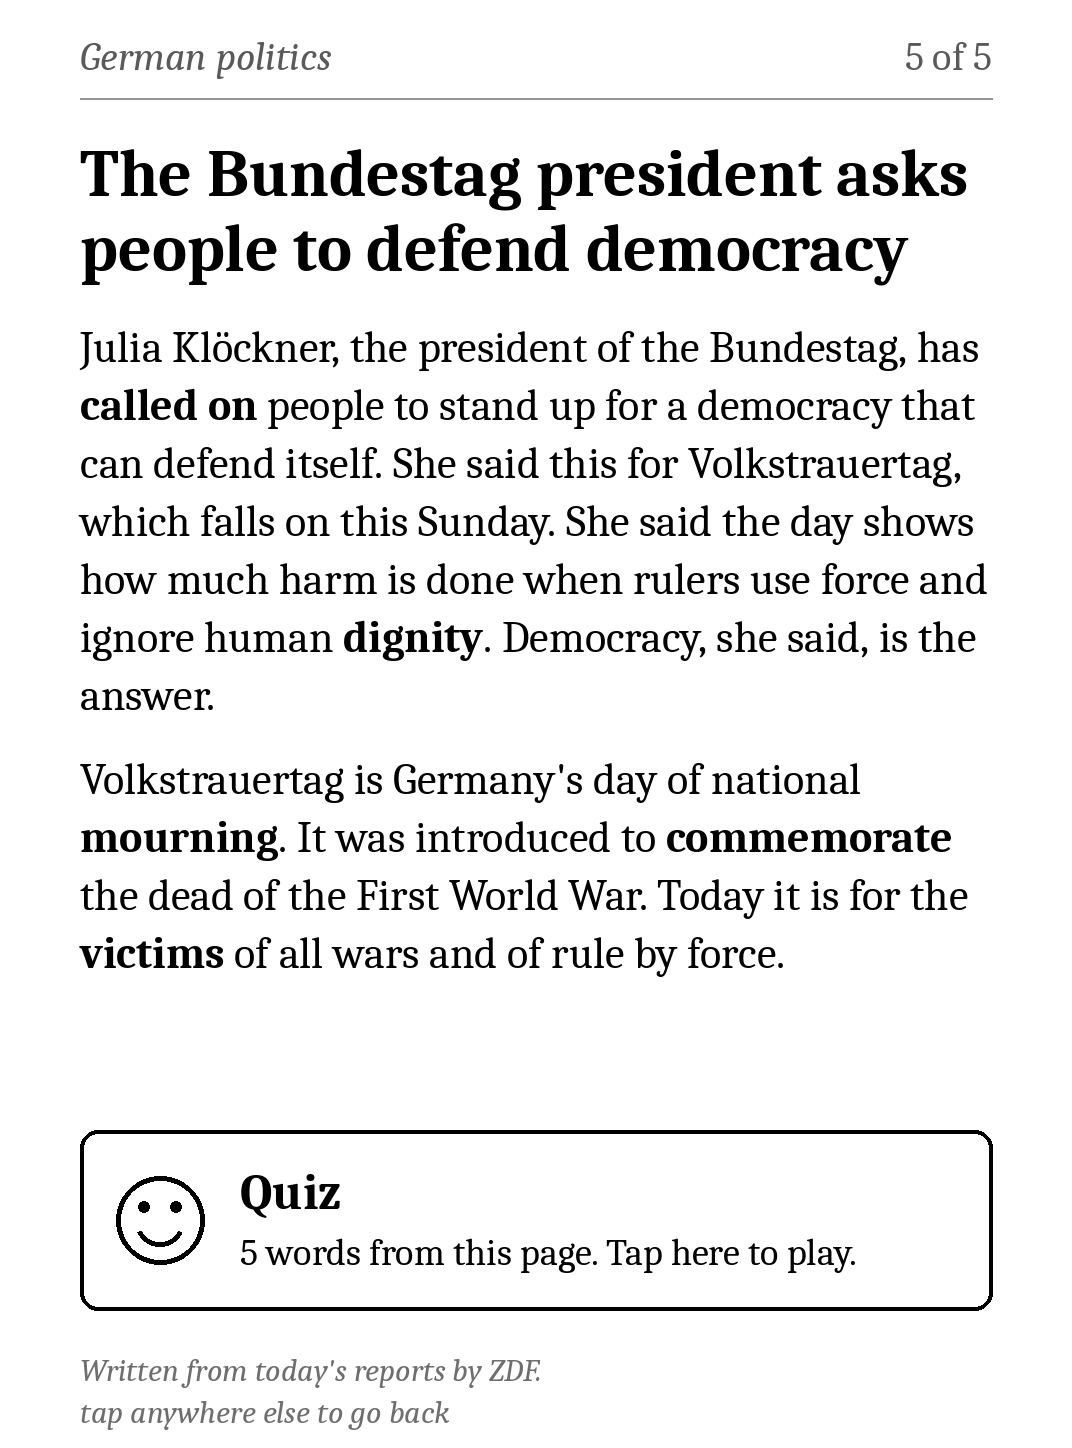 German politics
5 of 5
The Bundestag president asks
people to defend democracy
Julia Klöckner, the president of the Bundestag, has
called on people to stand up for a democracy that
can defend itself. She said this for Volkstrauertag,
which falls on this Sunday. She said the day shows
how much harm is done when rulers use force and
ignore human dignity. Democracy, she said, is the
answer.
Volkstrauertag is Germany's day of national
mourning. It was introduced to commemorate
the dead of the First World War. Today it is for the
victims of all wars and of rule by force.
Quiz
5 words from this page. Tap here to play.
Written from today's reports by ZDF.
tap anywhere else to go back